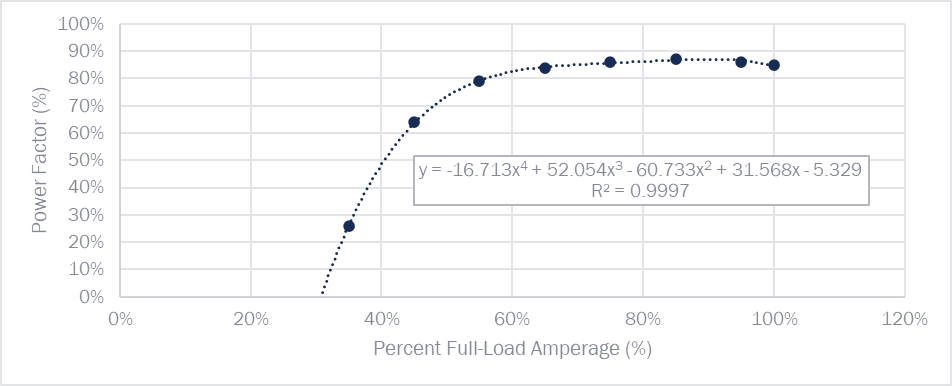 100%
90%
80%
70%
60%
50%
40%
30%
20%
10%
0%
Power Factor (%)
y = -16.713x⁴ + 52.054x³ - 60.733x² + 31.568x - 5.329
R² = 0.9997
0% 20% 40% 60% 80% 100% 120%
Percent Full-Load Amperage (%)